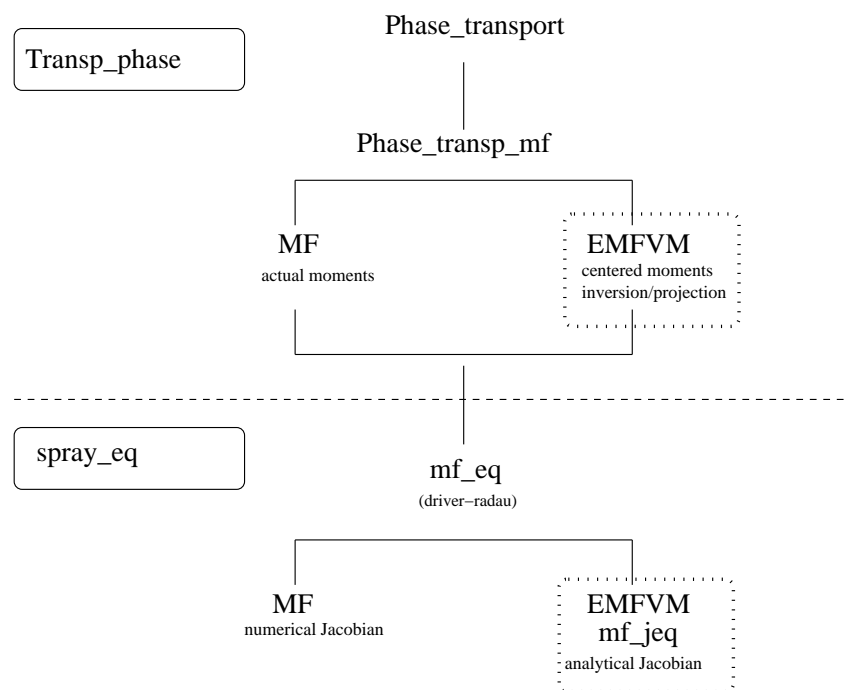 Phase_transport
Transp_phase
Phase_transp_mf
MF
actual moments
EMFVM
centered moments
inversion/projection
spray_eq
mf_eq
(driver−radau)
MF
numerical Jacobian
EMFVM
mf_jeq
analytical Jacobian